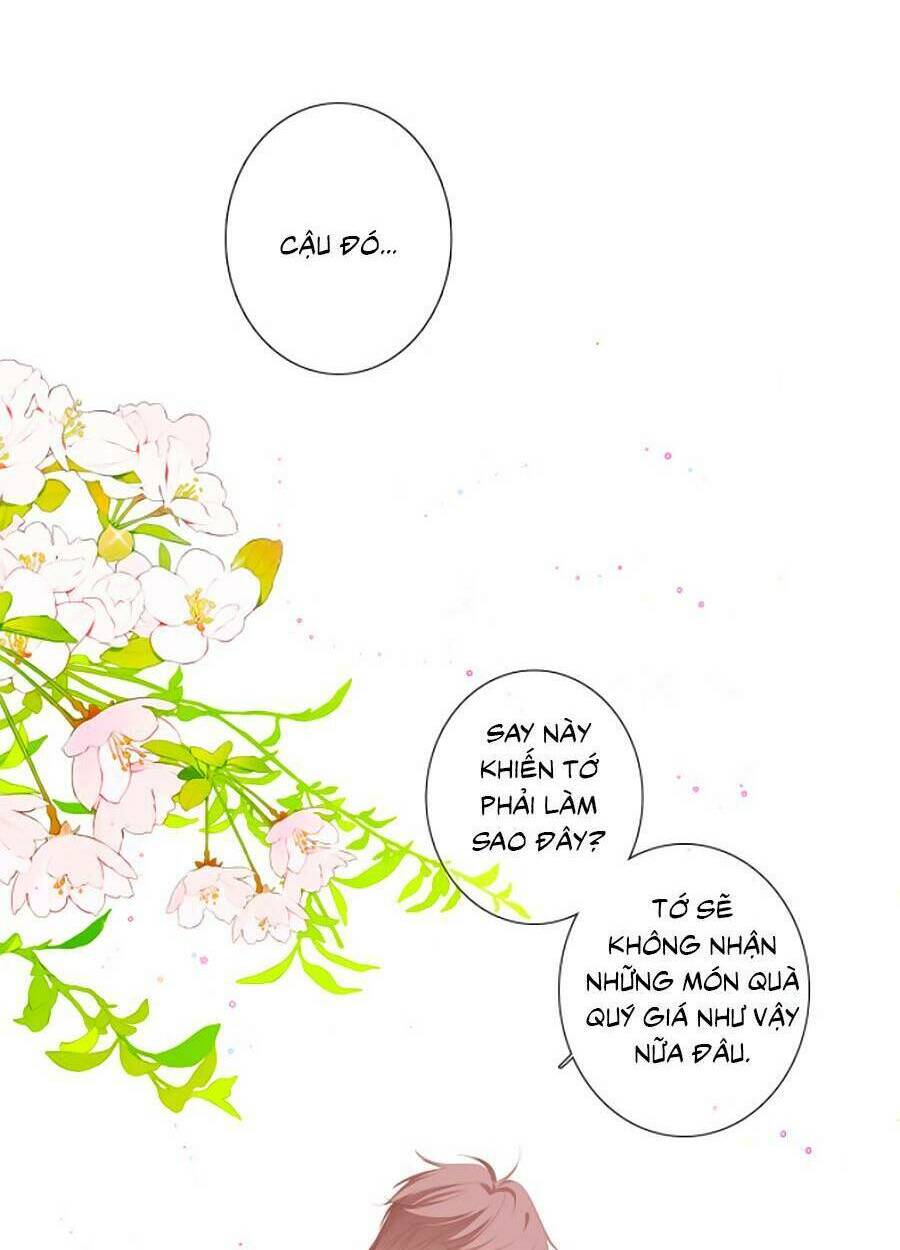 CẬU ĐÓ...
SAY NÀY
KHIẾN TỚ
PHẢI LÀM
SAO ĐÂY?
TỚ SẼ
KHÔNG NHẬN
NHỮNG MÓN QUÀ
QUÝ GIÁ NHƯ VẬY
NỮA ĐÂU.